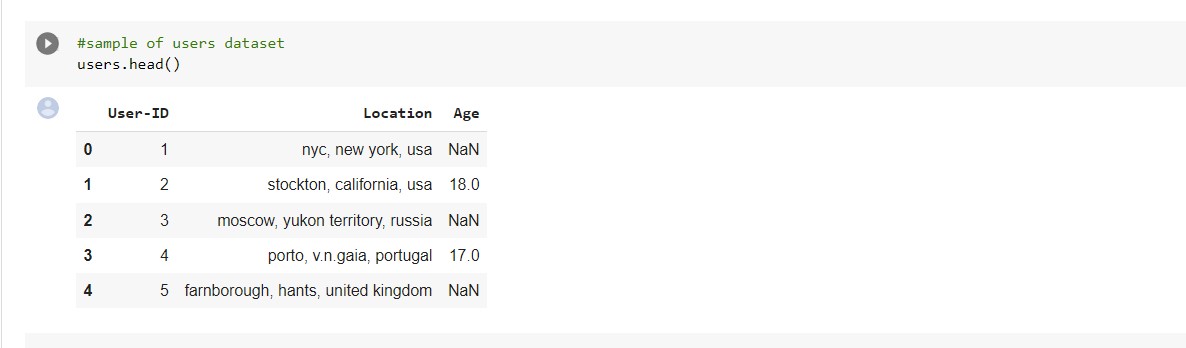 #sample of users dataset
users.head()
User-ID Location Age
0 1 nyc, new york, usa NaN
1 2 stockton, california, usa 18.0
2 3 moscow, yukon territory, russia NaN
3 4 porto, v.n.gaia, portugal 17.0
4 5 farnborough, hants, united kingdom NaN